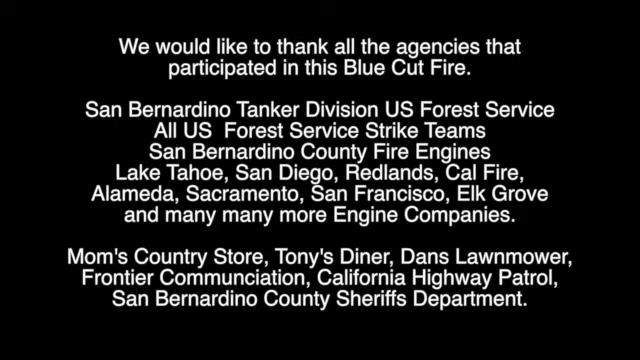 We would like to thank all the agencies that
participated in this Blue Cut Fire.
San Bernardino Tanker Division US Forest Service
All US Forest Service Strike Teams
San Bernardino County Fire Engines
Lake Tahoe, San Diego, Redlands, Cal Fire,
Alameda, Sacramento, San Francisco, Elk Grove
and many many more Engine Companies.
Mom's Country Store, Tony's Diner, Dans Lawnmower,
Frontier Communciation, California Highway Patrol,
San Bernardino County Sheriffs Department.